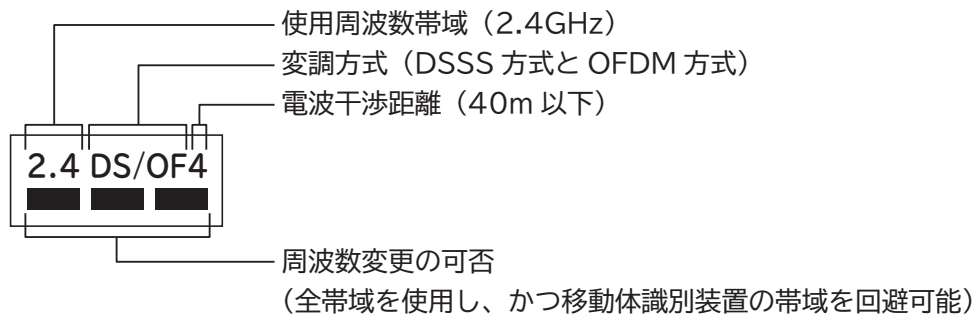 使用周波数帯域（2.4GHz）
変調方式（DSSS 方式と OFDM 方式）
電波干渉距離（40m 以下）
2.4 DS/OF4
周波数変更の可否
（全帯域を使用し、かつ移動体識別装置の帯域を回避可能）